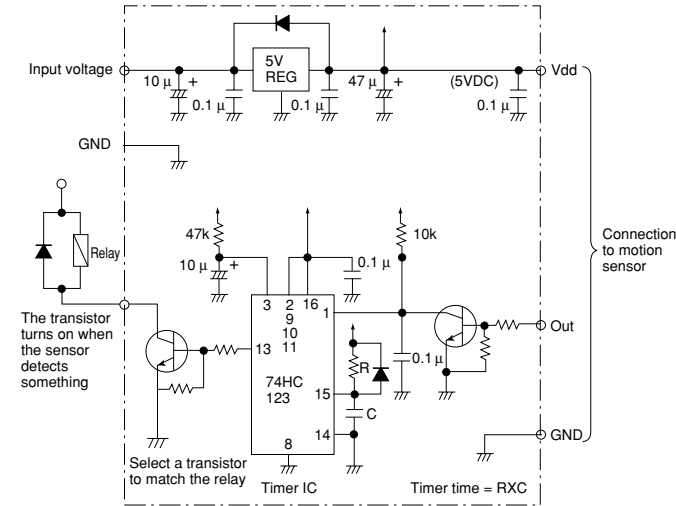 Input voltage
10 µ +
0.1 µ
5V
REG
0.1 µ
47 µ +
(5VDC)
0.1 µ
Vdd
GND
47k
10 µ +
0.1 µ
10k
Relay
Connection
to motion
sensor
The transistor
turns on when
the sensor
detects
something
3 2 16
9
10
11
1
13
74HC
123
15
14
8
R
C
0.1 µ
Out
GND
Select a transistor
to match the relay
Timer IC
Timer time = RXC